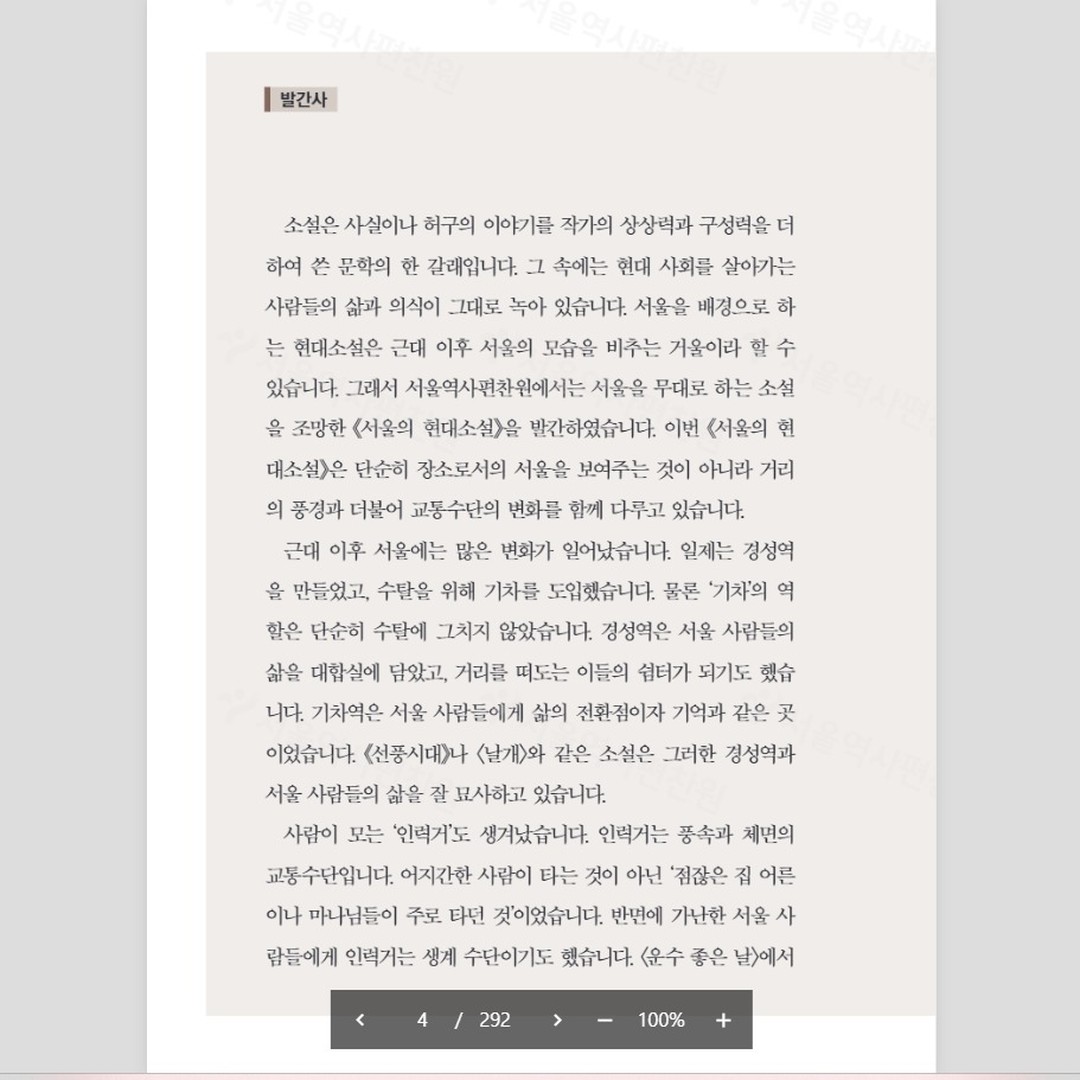 서울역사편찬원
서울역사편찬원
서울역사편
발간사
소설은 사실이나 허구의 이야기를 작가의 상상력과 구성력을 더
하여 쓴 문학의 한 갈래입니다. 그 속에는 현대 사회를 살아가는
사람들의 삶과 의식이 그대로 녹아 있습니다. 서울을 배경으로 하
는 현대소설은 근대 이후 서울의 모습을 비추는 거울이라 할 수
있습니다. 그래서 서울역사편찬원에서는 서울을 무대로 하는 소설
을 조망한 《서울의 현대소설》을 발간하였습니다. 이번 《서울의 현
대소설》은 단순히 장소로서의 서울을 보여주는 것이 아니라 거리
의 풍경과 더불어 교통수단의 변화를 함께 다루고 있습니다.
근대 이후 서울에는 많은 변화가 일어났습니다. 일제는 경성역
을 만들었고, 수탈을 위해 기차를 도입했습니다. 물론 ‘기차’의 역
할은 단순히 수탈에 그치지 않았습니다. 경성역은 서울 사람들의
삶을 대합실에 담았고, 거리를 떠도는 이들의 쉼터가 되기도 했습
니다. 기차역은 서울 사람들에게 삶의 전환점이자 기억과 같은 곳
이었습니다. 《선풍시대》나 〈날개〉와 같은 소설은 그러한 경성역과
서울 사람들의 삶을 잘 묘사하고 있습니다.
사람이 모는 ‘인력거’도 생겨났습니다. 인력거는 풍속과 체면의
교통수단입니다. 어지간한 사람이 타는 것이 아닌 ‘점잖은 집 어른
이나 마나님들이 주로 타던 것’이었습니다. 반면에 가난한 서울 사
람들에게 인력거는 생계 수단이기도 했습니다. 〈운수 좋은 날〉에서
4 / 292 100%